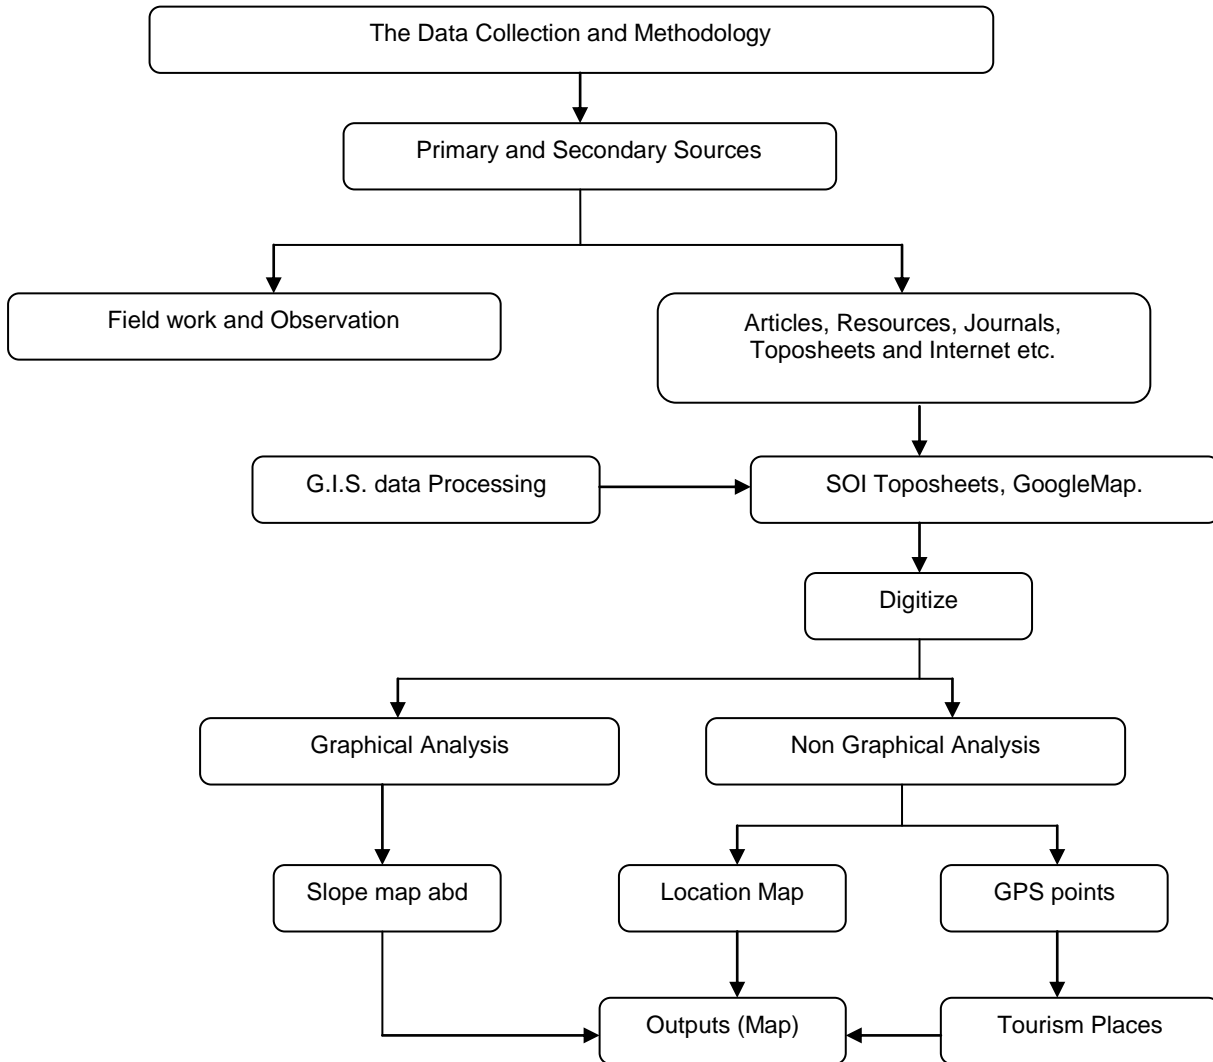 The Data Collection and Methodology
Primary and Secondary Sources
Field work and Observation
Articles, Resources, Journals,
Toposheets and Internet etc.
G.I.S. data Processing
SOI Toposheets, GoogleMap.
Digitize
Graphical Analysis
Non Graphical Analysis
Slope map abd
Location Map
GPS points
Outputs (Map)
Tourism Places